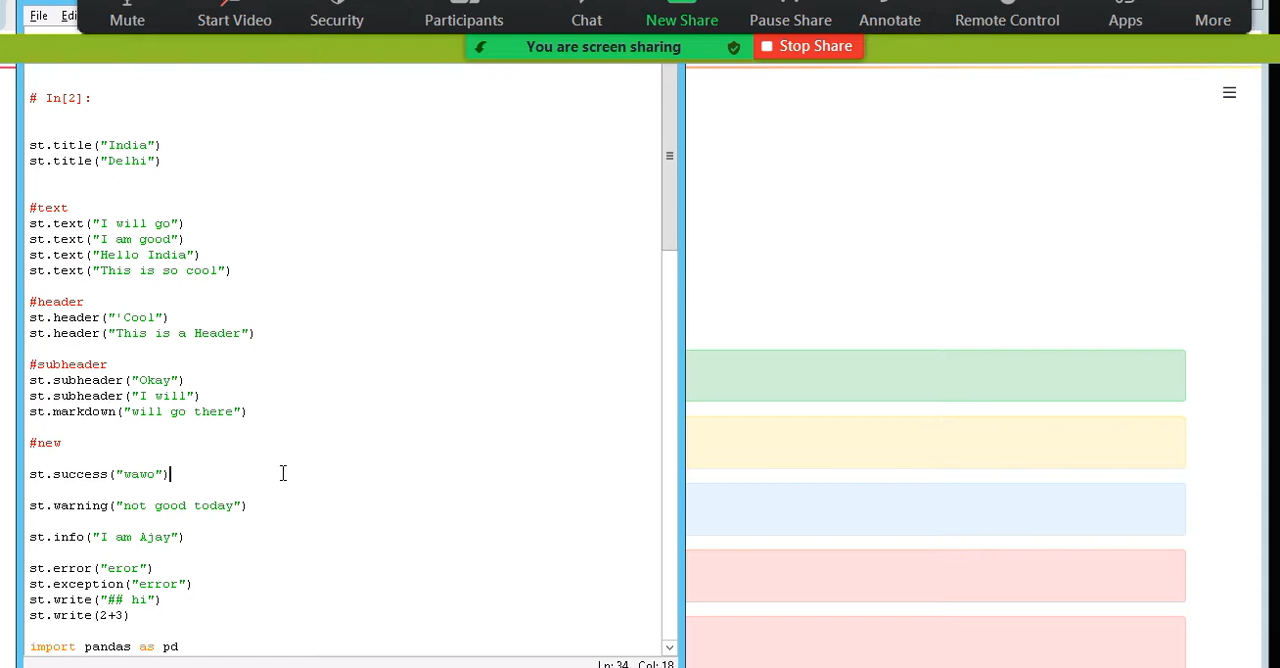 File Edi
Mute Start Video Security Participants Chat New Share Pause Share Annotate Remote Control Apps More
You are screen sharing Stop Share
# In[2]:
st.title("India")
st.title("Delhi")
#text
st.text("I will go")
st.text("I am good")
st.text("Hello India")
st.text("This is so cool")
#header
st.header("'Cool")
st.header("This is a Header")
#subheader
st.subheader("Okay")
st.subheader("I will")
st.markdown("will go there")
#new
st.success("wawo")
st.warning("not good today")
st.info("I am Ajay")
st.error("eror")
st.exception("error")
st.write("## hi")
st.write(2+3)
import pandas as pd
Ln: 34 Col: 18